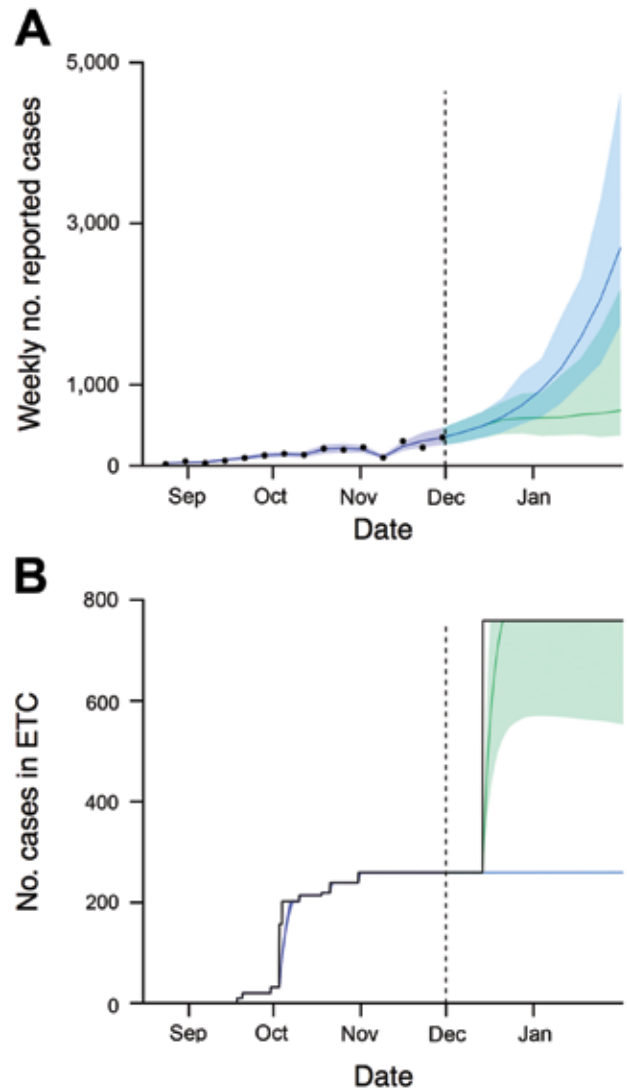 A
Weekly no. reported cases
5,000
3,000
1,000
0
Sep Oct Nov Dec Jan
Date
B
No. cases in ETC
800
600
400
200
0
Sep Oct Nov Dec Jan
Date